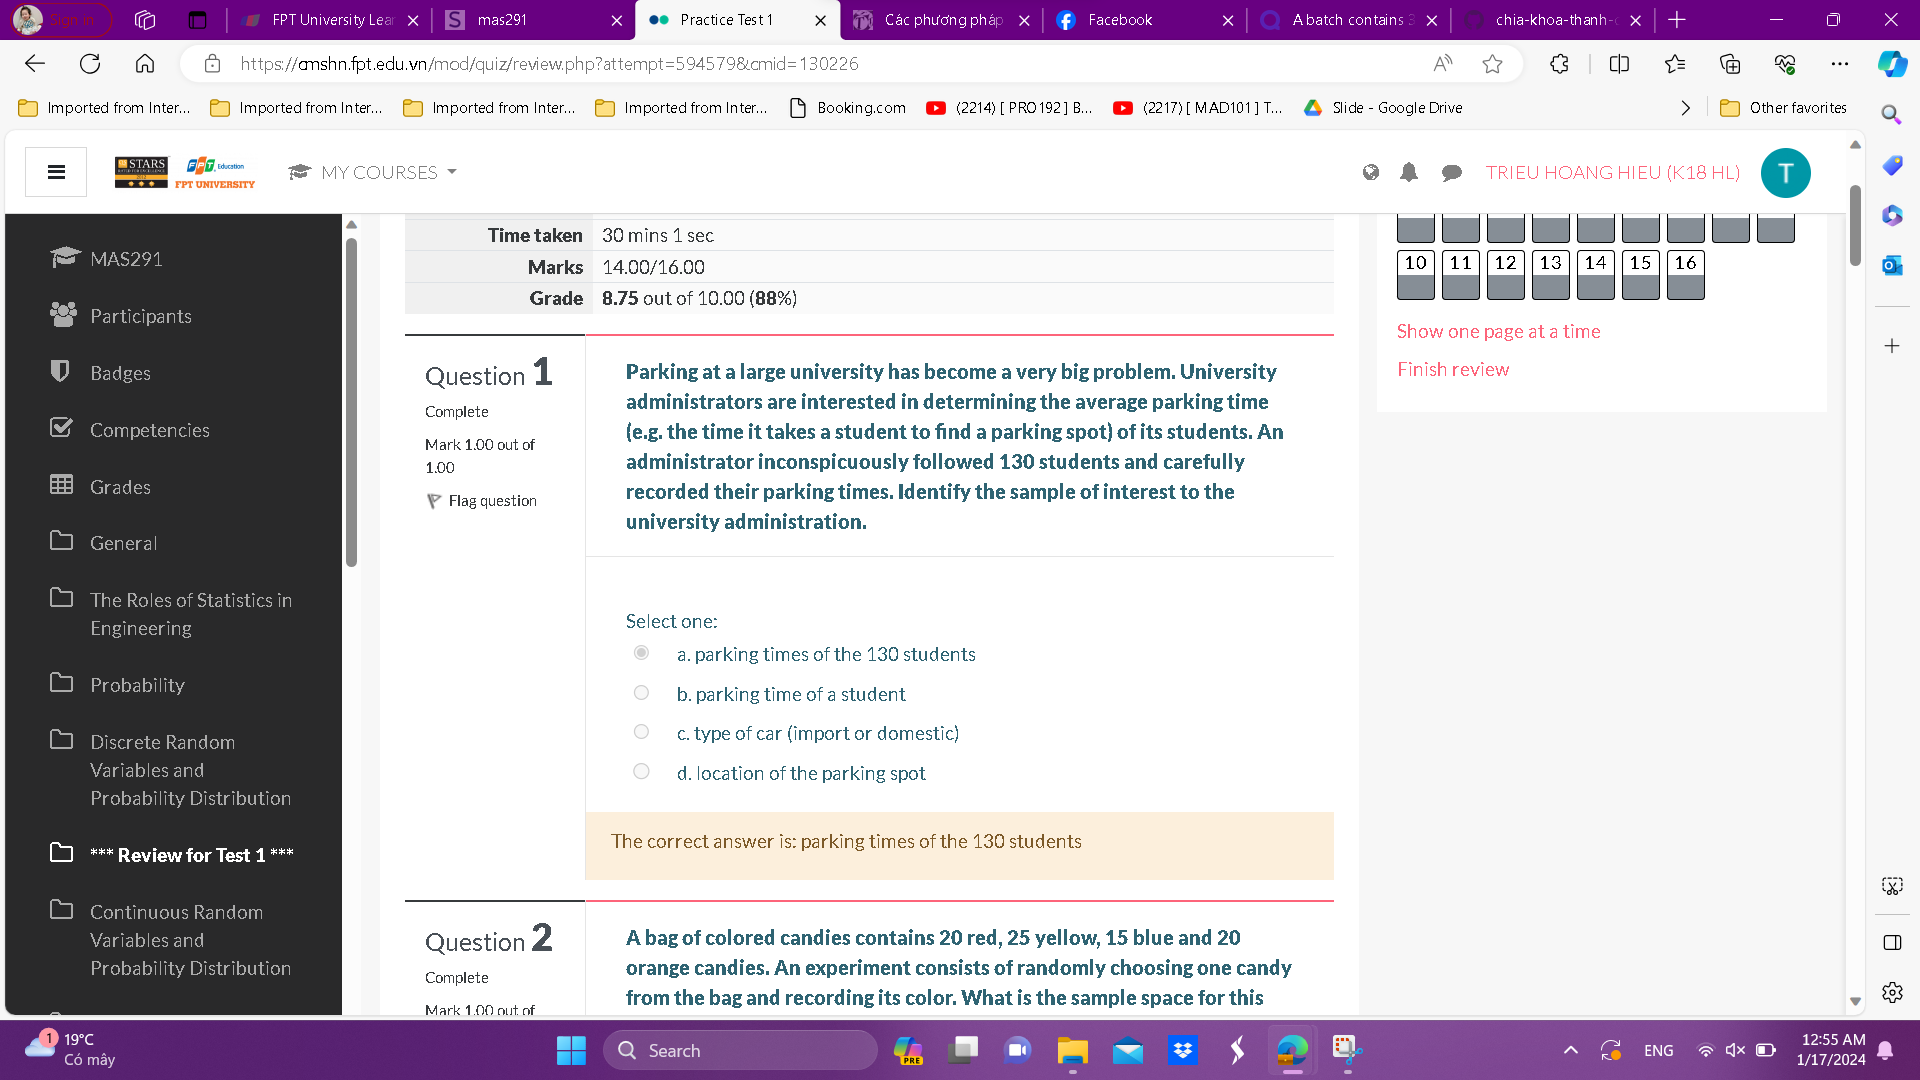 FPT University Lear
mas291
Practice Test 1
Các phương pháp
Facebook
A batch contains 3
chia-khoa-thanh-c
https://cmshn.fpt.edu.vn/mod/quiz/review.php?attempt=594579&cmid=130226
Imported from Inter...
Imported from Inter...
Imported from Inter...
Imported from Inter...
Booking.com
(2214) [ PRO192 ] B...
(2217) [ MAD101 ] T...
Slide - Google Drive
Other favorites
STARS
FPT Education
FPT UNIVERSITY
MY COURSES
TRIEU HOANG HIEU (K18 HL)
T
MAS291
Participants
Badges
Competencies
Grades
General
The Roles of Statistics in
Engineering
Probability
Discrete Random
Variables and
Probability Distribution
*** Review for Test 1 ***
Continuous Random
Variables and
Probability Distribution
Time taken 30 mins 1 sec
Marks 14.00/16.00
Grade 8.75 out of 10.00 (88%)
Question 1
Complete
Mark 1.00 out of
1.00
Flag question
Parking at a large university has become a very big problem. University
administrators are interested in determining the average parking time
(e.g. the time it takes a student to find a parking spot) of its students. An
administrator inconspicuously followed 130 students and carefully
recorded their parking times. Identify the sample of interest to the
university administration.
Select one:
a. parking times of the 130 students
b. parking time of a student
c. type of car (import or domestic)
d. location of the parking spot
The correct answer is: parking times of the 130 students
Question 2
Complete
Mark 1.00 out of
A bag of colored candies contains 20 red, 25 yellow, 15 blue and 20
orange candies. An experiment consists of randomly choosing one candy
from the bag and recording its color. What is the sample space for this
10 11 12 13 14 15 16
Show one page at a time
Finish review
1
19°C
Có mây
Search
PRE
ENG
12:55 AM
1/17/2024